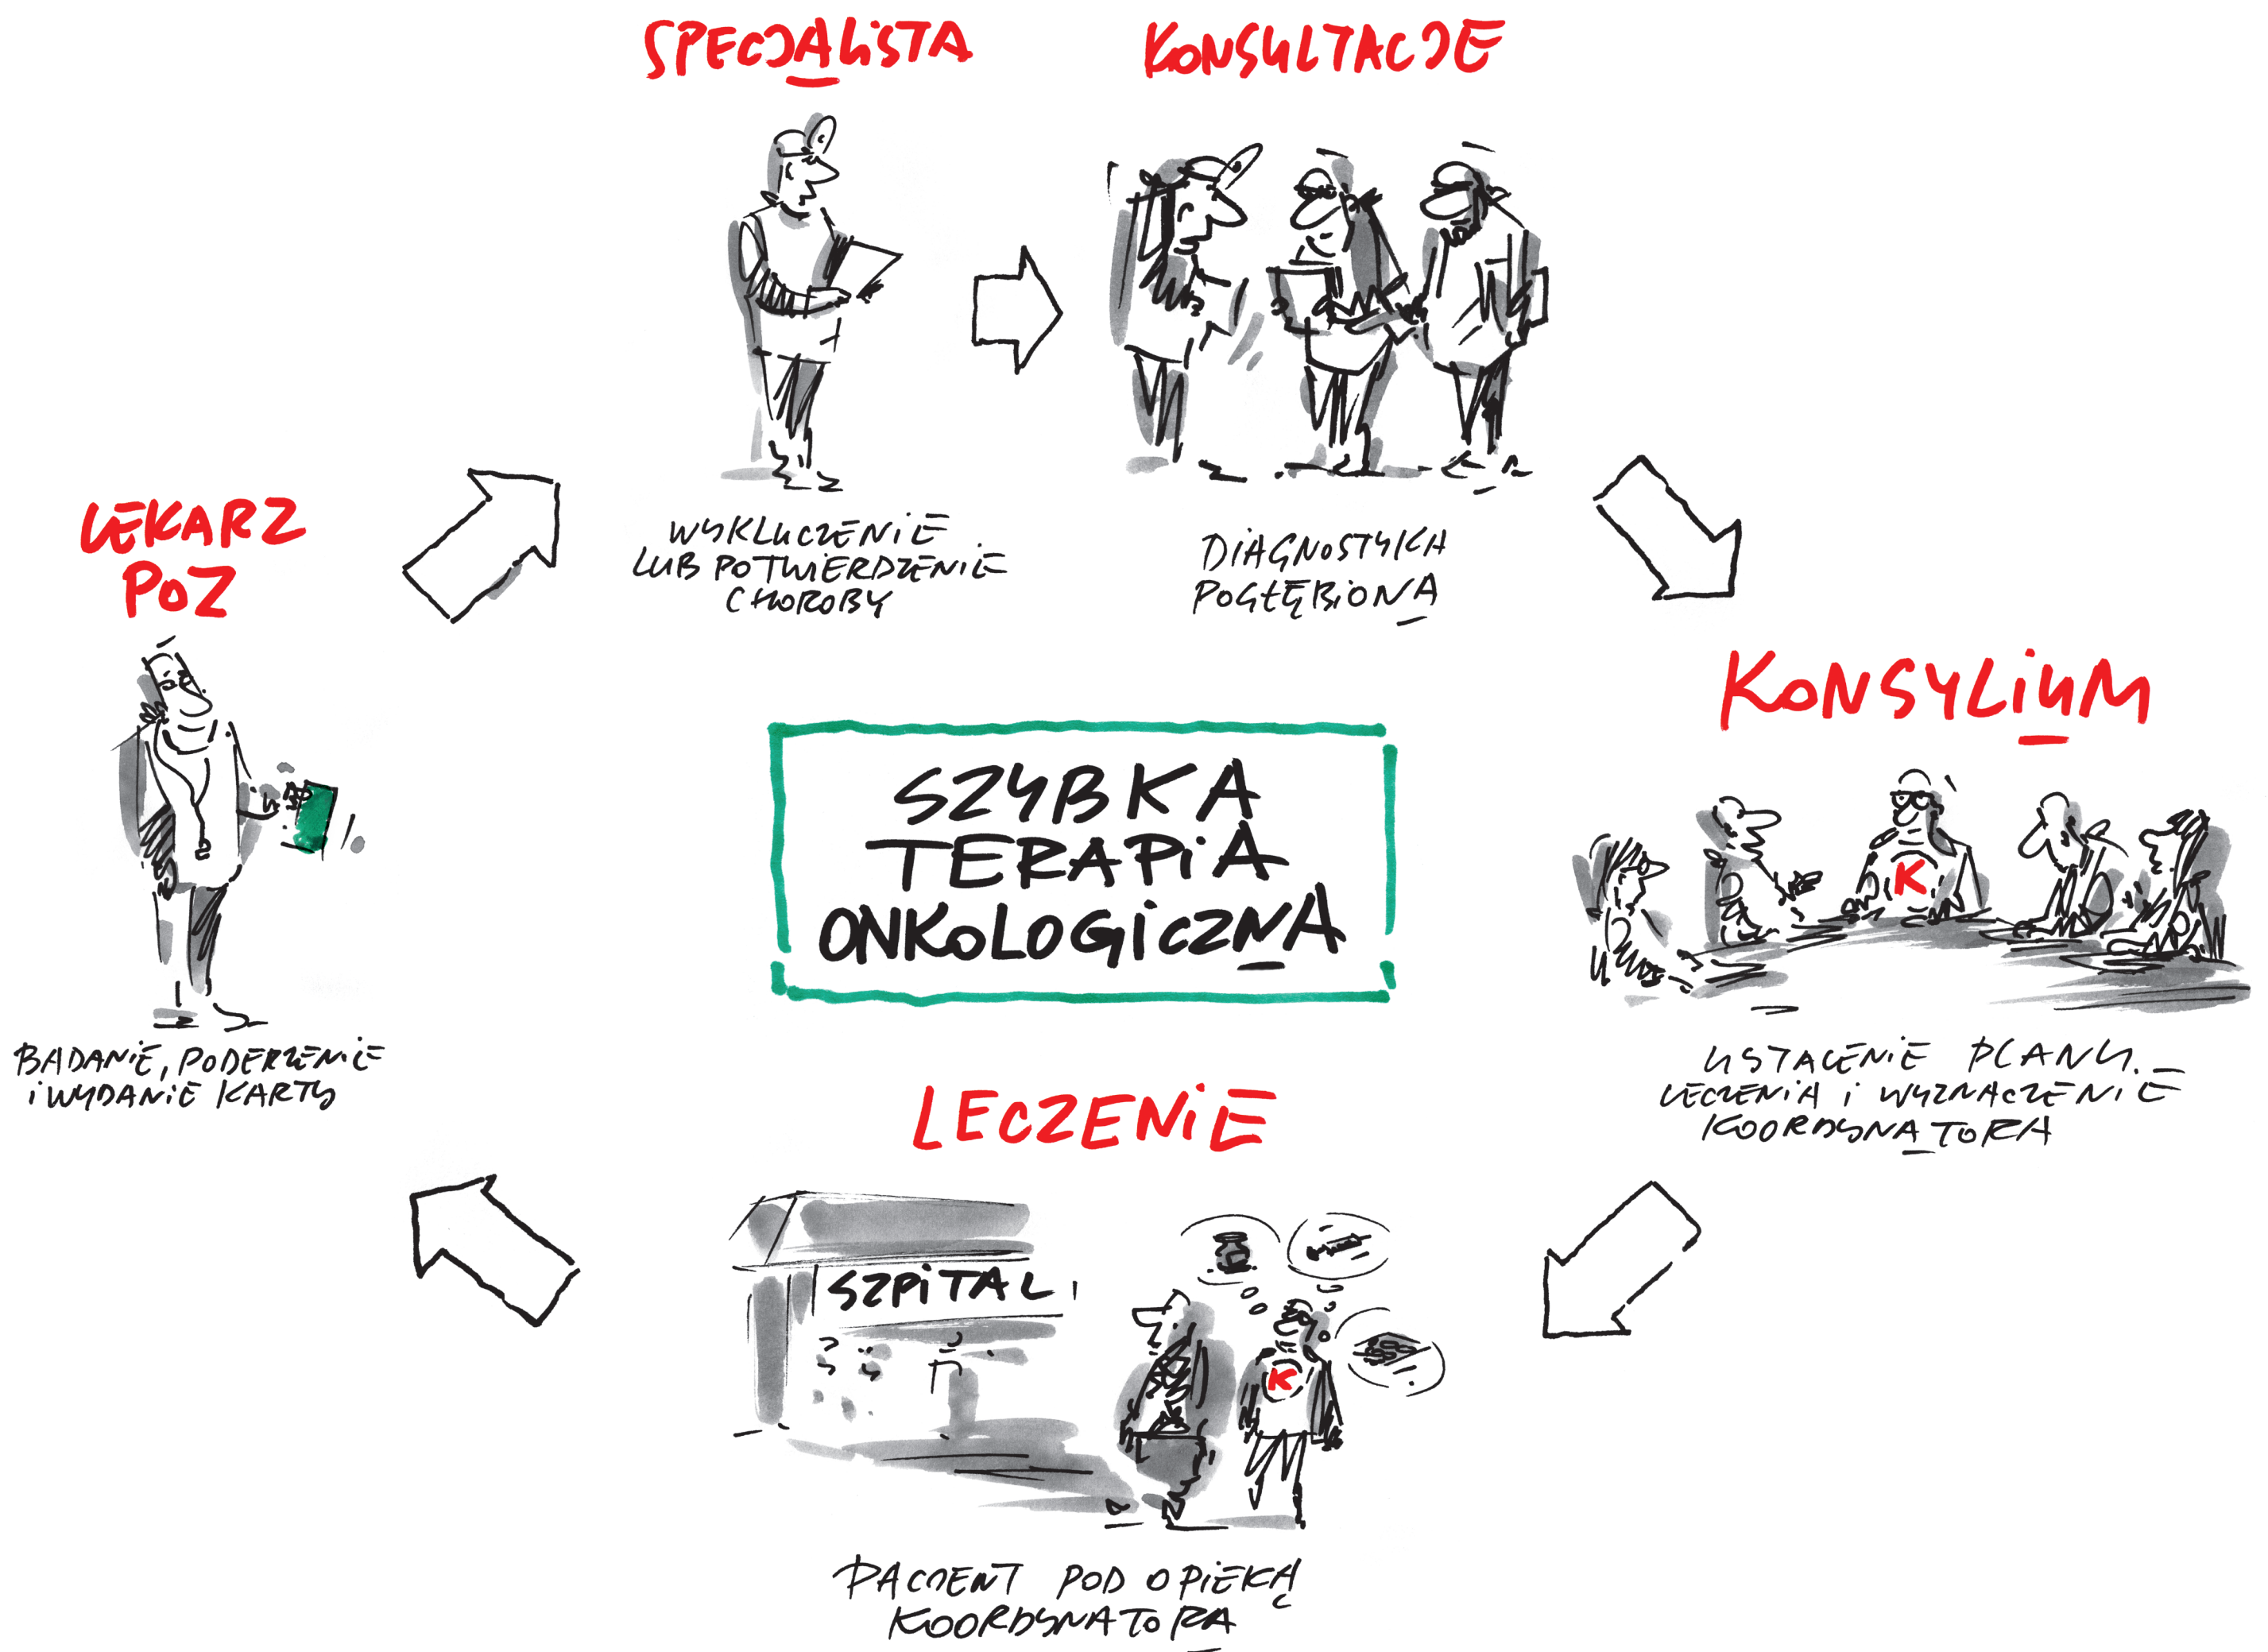 SPECJALiSTA
KONSULTACJE
LEKARZ
POZ
WYKLUCZENiE
LUB POTWiERDZENiE
CHOROBY
DiAGNOSTYKA
POGŁĘBiONA
KONSYLiUM
SZYBKA
TERAPiA
ONKOLOGiCZNA
BADANiE, PODERZENiE
i WYDANiE KARTY
USTALENiE PLANU
LECZENiA i WYZNACZENiE
KOORDYNATORA
LECZENiE
SZPiTAL
K
K
PACJENT POD OPiEKĄ
KOORDYNATORA